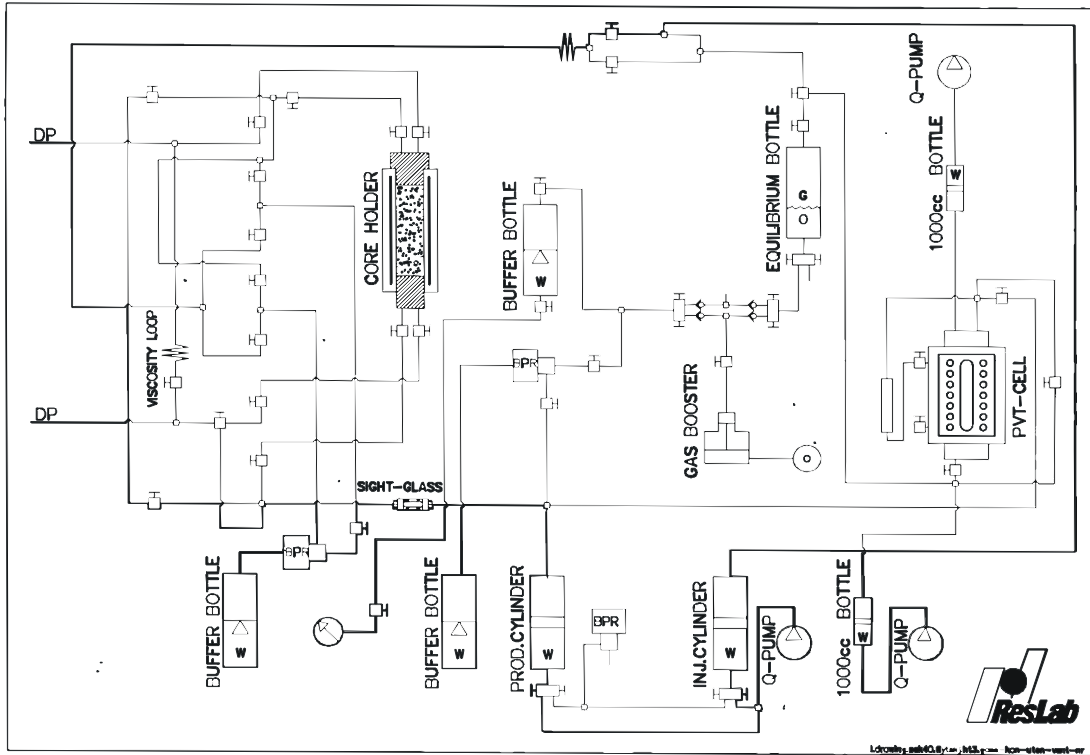 Q-PUMP
DP
W
1000cc BOTTLE
G
O
EQUILIBRIUM BOTTLE
CORE HOLDER
BUFFER BOTTLE
W
VISCOSITY LOOP
BPR
PVT-CELL
GAS BOOSTER
DP
SIGHT-GLASS
BPR
BUFFER BOTTLE
W
BUFFER BOTTLE
W
PROD.CYLINDER
W
BPR
INJ.CYLINDER
W
Q-PUMP
1000cc BOTTLE
W
Q-PUMP
ResLab